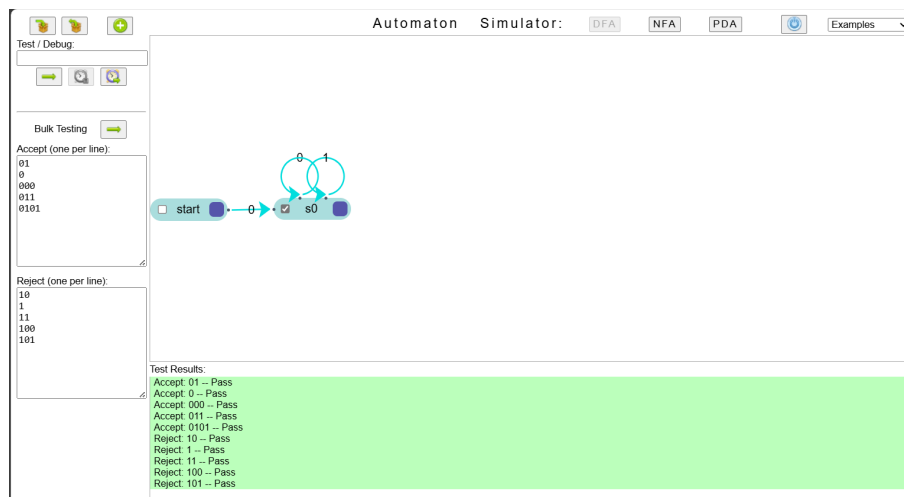 Automaton Simulator: DFA NFA PDA Examples
Test / Debug:
Bulk Testing
Accept (one per line):
01
0
000
011
0101
Reject (one per line):
10
1
11
100
101
0 1
start 0 s0
Test Results:
Accept: 01 -- Pass
Accept: 0 -- Pass
Accept: 000 -- Pass
Accept: 011 -- Pass
Accept: 0101 -- Pass
Reject: 10 -- Pass
Reject: 1 -- Pass
Reject: 11 -- Pass
Reject: 100 -- Pass
Reject: 101 -- Pass